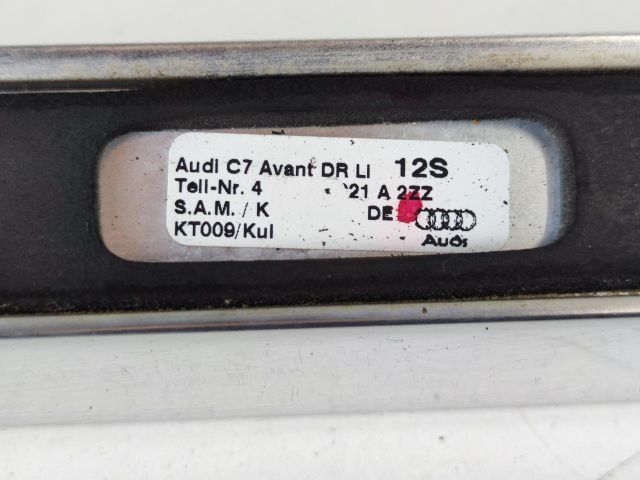 Audi C7 Avant DR LI 12S
Teil-Nr. 4 21 A 2ZZ
S.A.M. / K DE
KT009/Kul
Audi